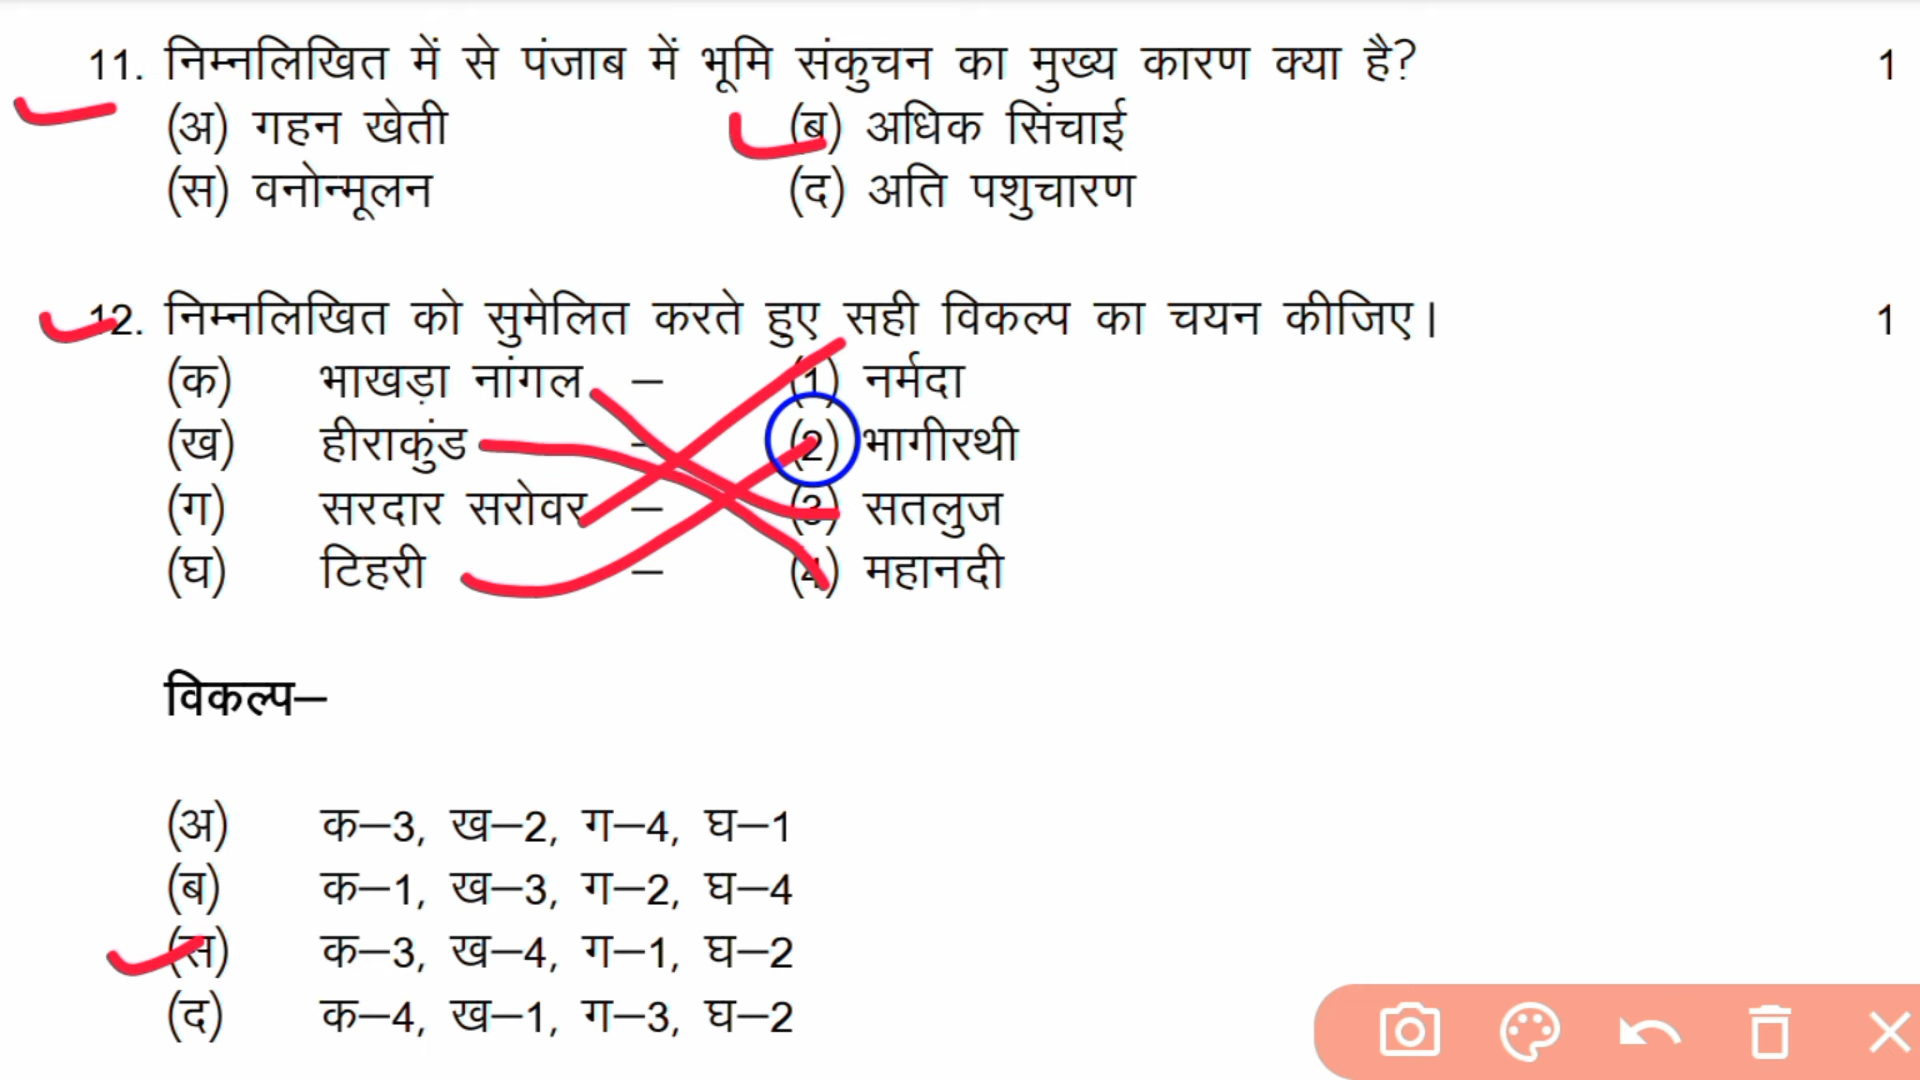 11. निम्नलिखित में से पंजाब में भूमि संकुचन का मुख्य कारण क्या है? 1
(अ) गहन खेती (ब) अधिक सिंचाई
(स) वनोन्मूलन (द) अति पशुचारण
12. निम्नलिखित को सुमेलित करते हुए सही विकल्प का चयन कीजिए। 1
(क) भाखड़ा नांगल – (1) नर्मदा
(ख) हीराकुंड – (2) भागीरथी
(ग) सरदार सरोवर – (3) सतलुज
(घ) टिहरी – (4) महानदी
विकल्प–
(अ) क–3, ख–2, ग–4, घ–1
(ब) क–1, ख–3, ग–2, घ–4
(स) क–3, ख–4, ग–1, घ–2
(द) क–4, ख–1, ग–3, घ–2